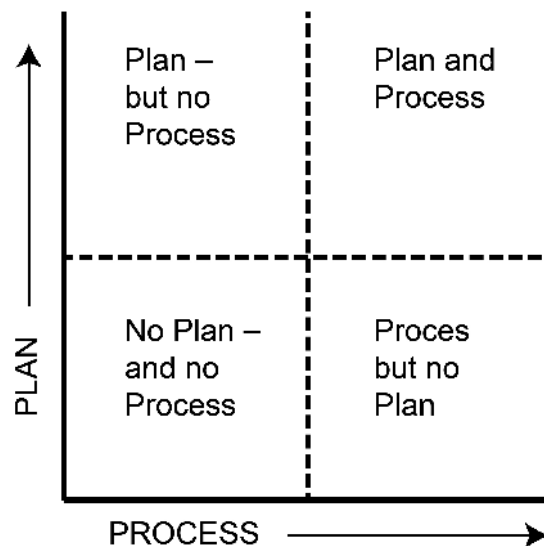 Plan –
but no
Process
Plan and
Process
No Plan –
and no
Process
Proces
but no
Plan
PLAN
PROCESS